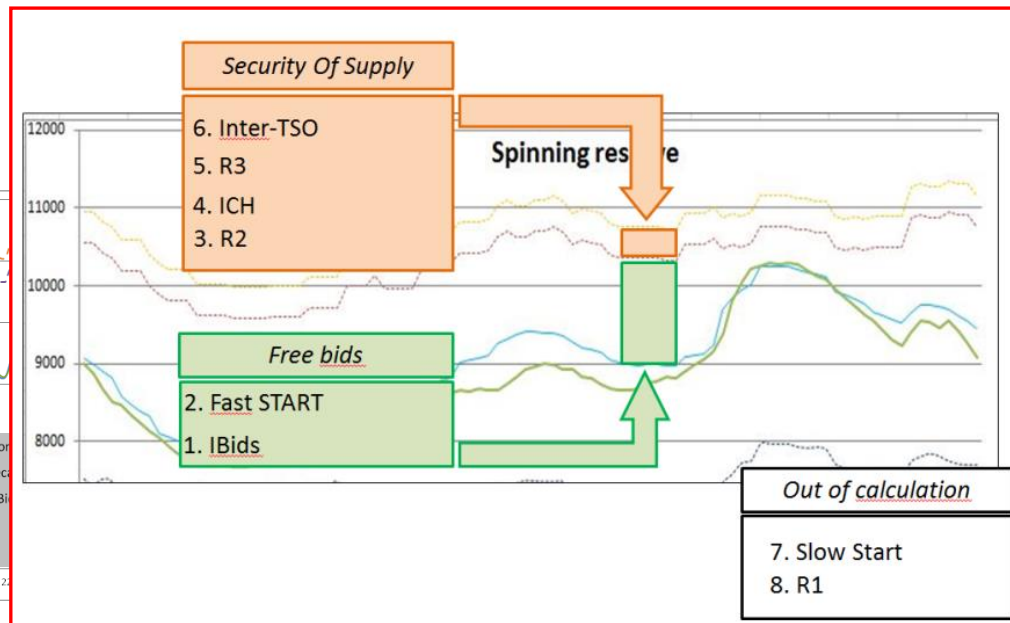 Security Of Supply
6. Inter-TSO
5. R3
4. ICH
3. R2
Spinning reserve
12000
11000
10000
9000
8000
Free bids
2. Fast START
1. IBids
Out of calculation
7. Slow Start
8. R1